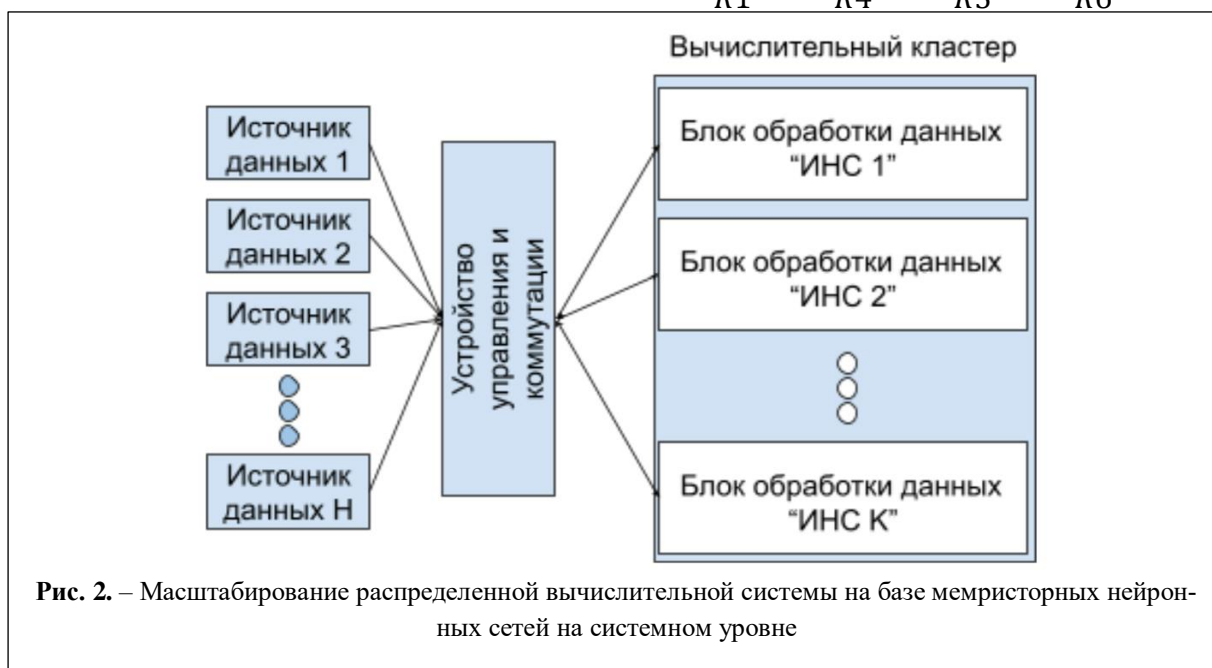 Вычислительный кластер
Источник
данных 1
Источник
данных 2
Источник
данных 3
Источник
данных H
Устройство
управления и
коммутации
Блок обработки данных
“ИНС 1”
Блок обработки данных
“ИНС 2”
Блок обработки данных
“ИНС K”
Рис. 2. – Масштабирование распределенной вычислительной системы на базе мемристорных нейрон-
ных сетей на системном уровне